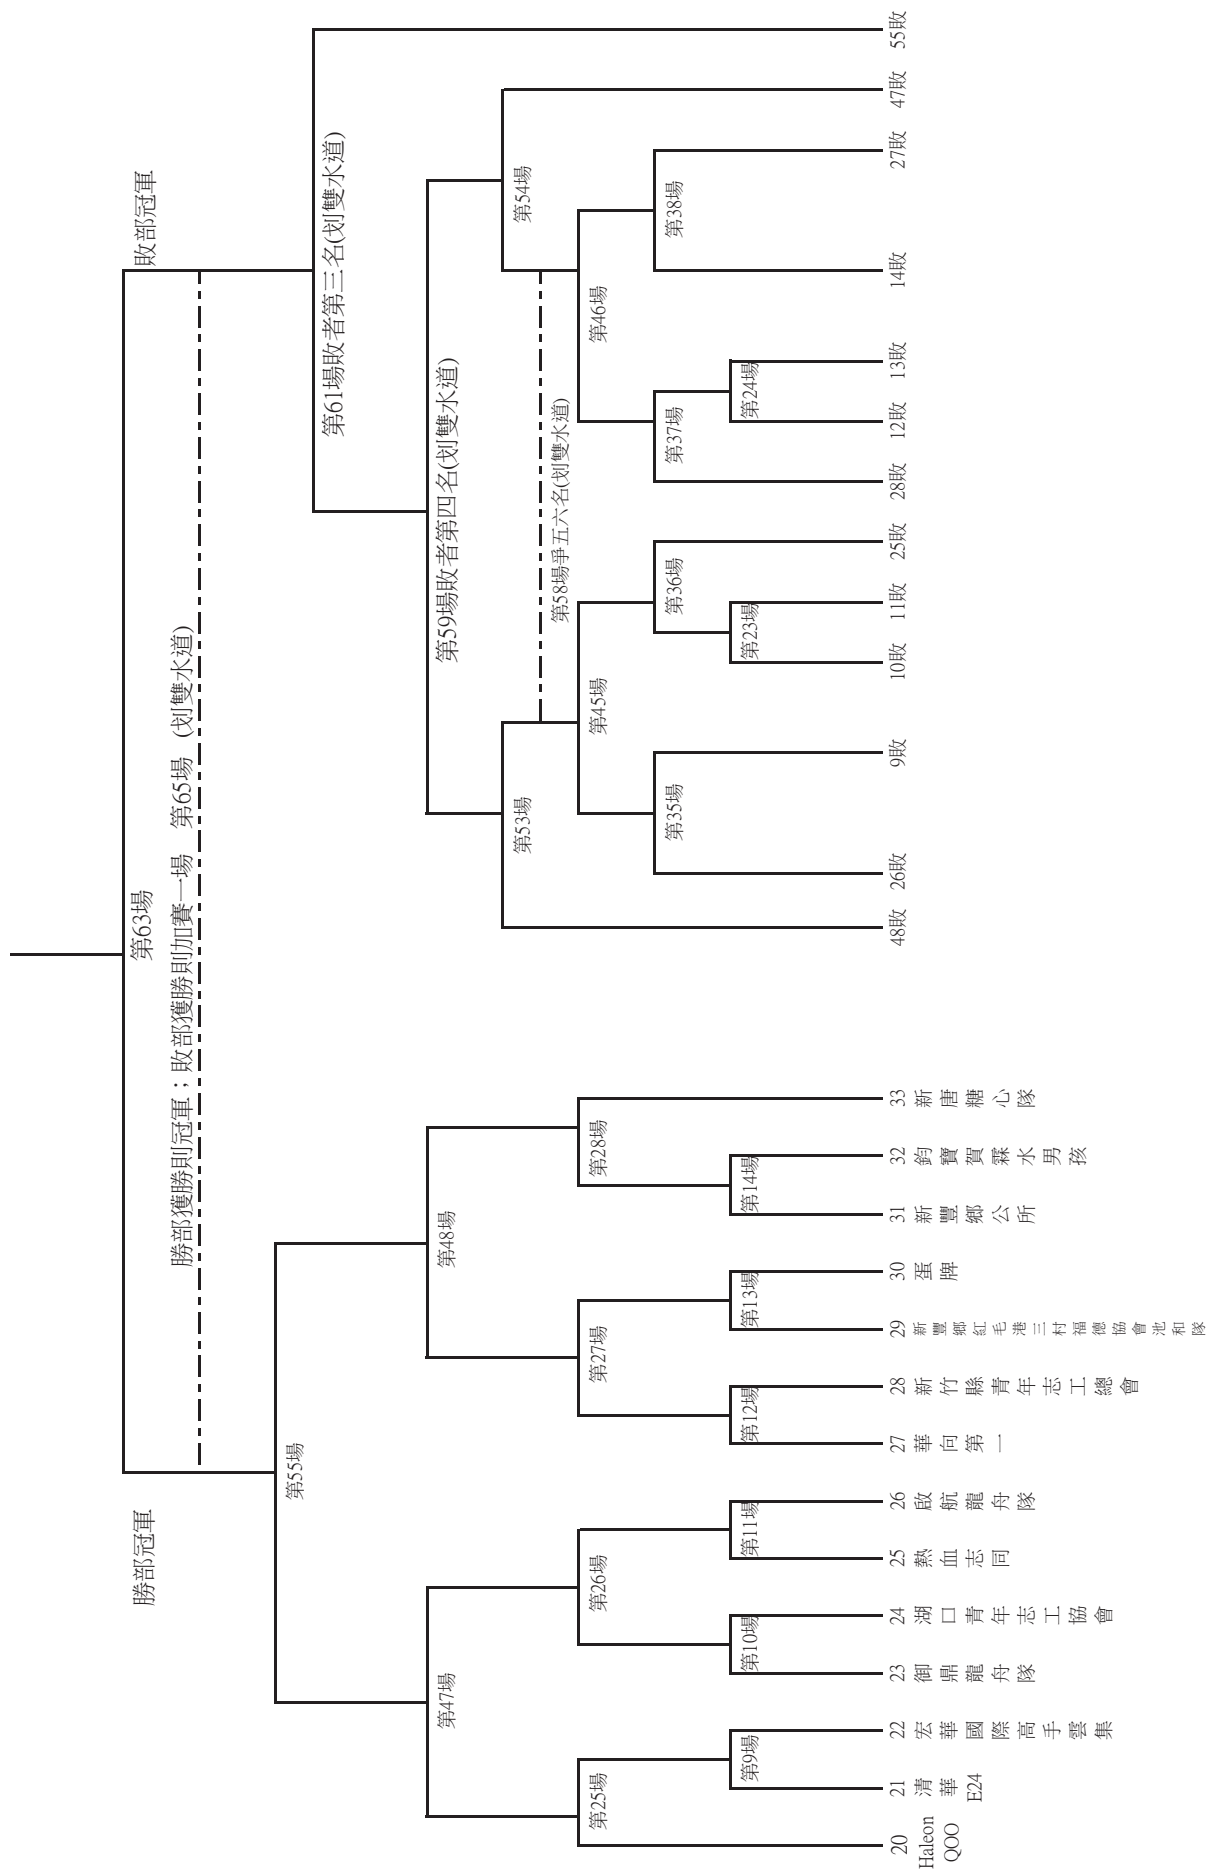 勝部冠軍
敗部冠軍
第63場
勝部獲勝則冠軍；敗部獲勝則加賽一場 第65場 (划雙水道)
第55場
第61場敗者第三名(划雙水道)
第47場
第48場
第59場敗者第四名(划雙水道)
第53場
第54場
第58場爭五六名(划雙水道)
第25場
第26場
第27場
第28場
第45場
第46場
第35場
第36場
第37場
第38場
第9場
第10場
第11場
第12場
第13場
第14場
第23場
第24場
20 Haleon QOO
21 清華 E24
22 宏華國際高手雲集
23 御鼎龍舟隊
24 湖口青年志工協會
25 熱血志同
26 啟航龍舟隊
27 華向第一
28 新竹縣青年志工總會
29 新豐鄉紅毛港三村福德協會池和隊
30 蛋牌
31 新豐鄉公所
32 鈞寶賀霖水男孩
33 新唐糖心隊
48敗
26敗
9敗
10敗
11敗
25敗
28敗
12敗
13敗
14敗
27敗
47敗
55敗